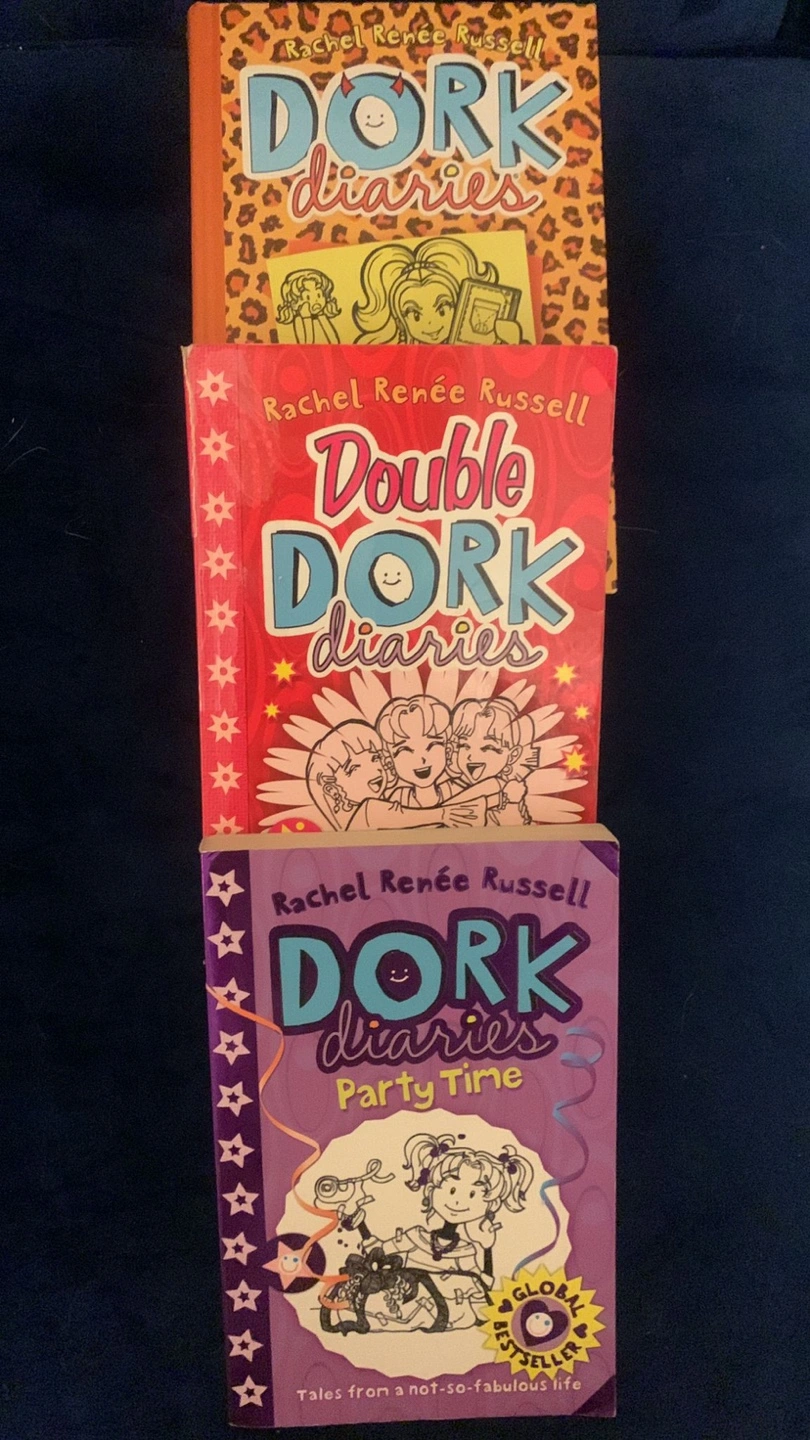 Rachel Renée Russell
DORK
diaries
Rachel Renée Russell
Double
DORK
diaries
Rachel Renée Russell
DORK
diaries
Party Time
GLOBAL
BESTSELLER
Tales from a not-so-fabulous life